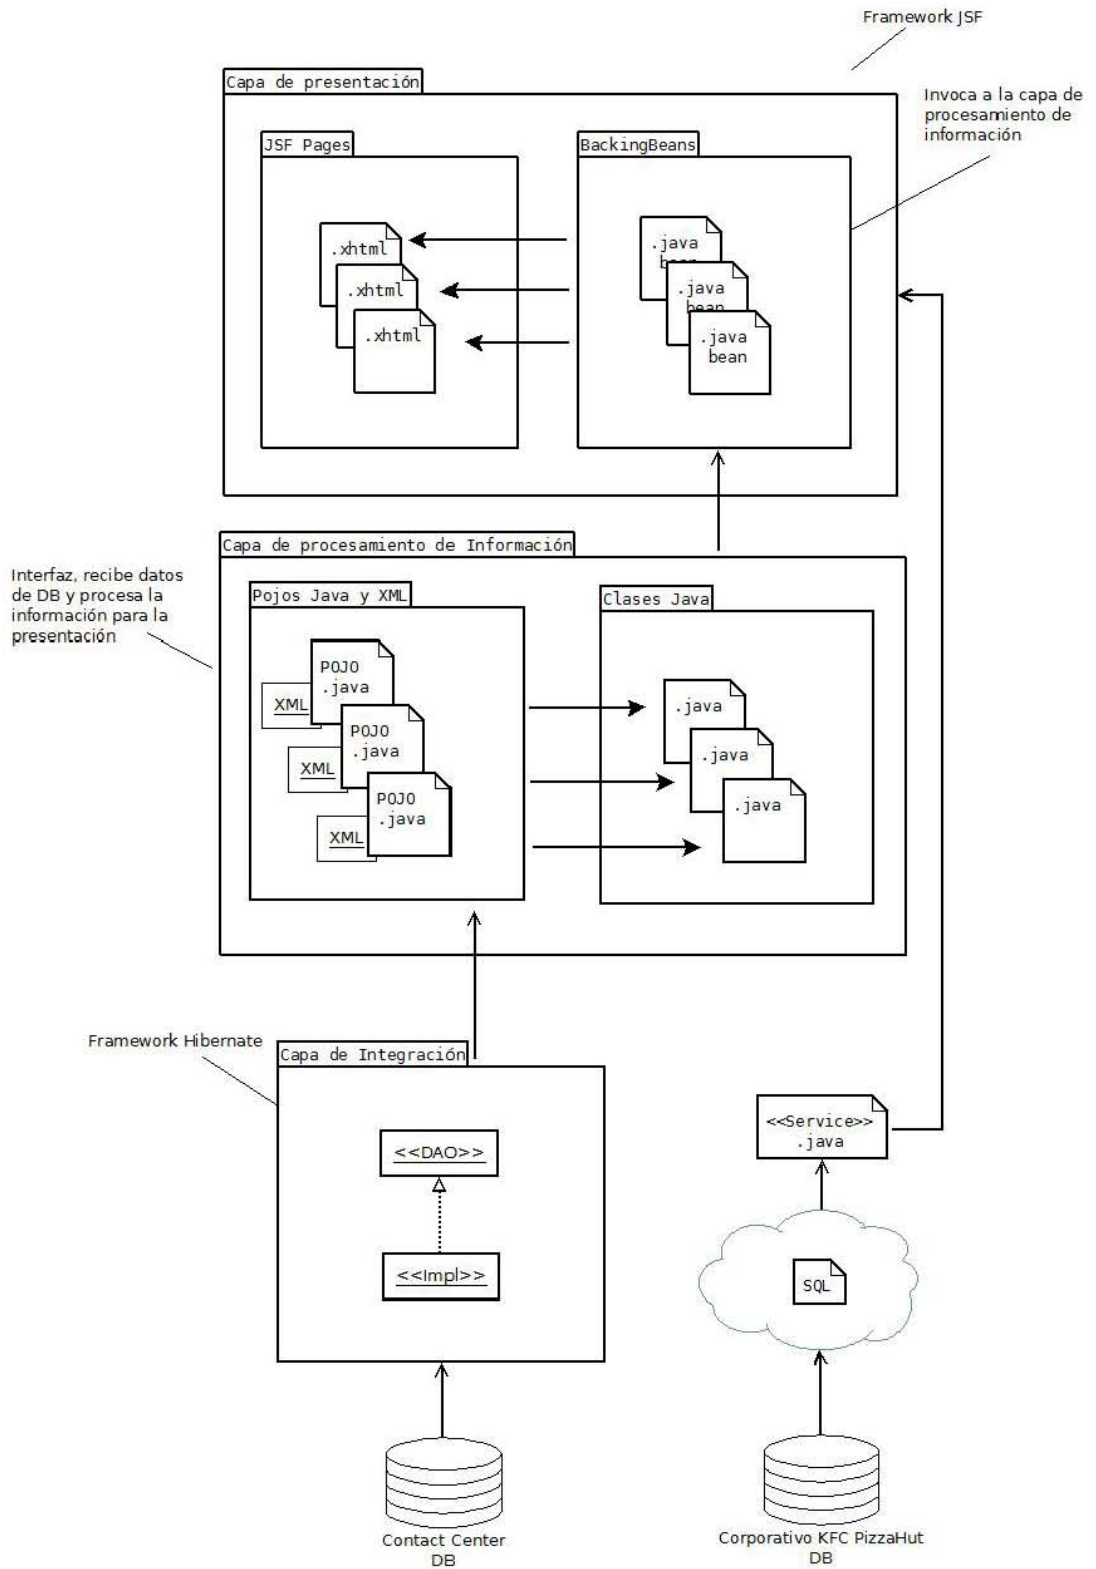 Framework JSF
Capa de presentación
Invoca a la capa de
procesamiento de
información
JSF Pages
BackingBeans
.xhtml
.xhtml
.xhtml
.java
bean
.java
bean
.java
bean
Capa de procesamiento de Información
Interfaz, recibe datos
de DB y procesa la
información para la
presentación
Pojos Java y XML
Clases Java
POJO
.java
XML
POJO
.java
XML
POJO
.java
XML
.java
.java
.java
Framework Hibernate
Capa de Integración
<<DAO>>
<<Impl>>
<<Service>>
.java
SQL
Contact Center
DB
Corporativo KFC PizzaHut
DB